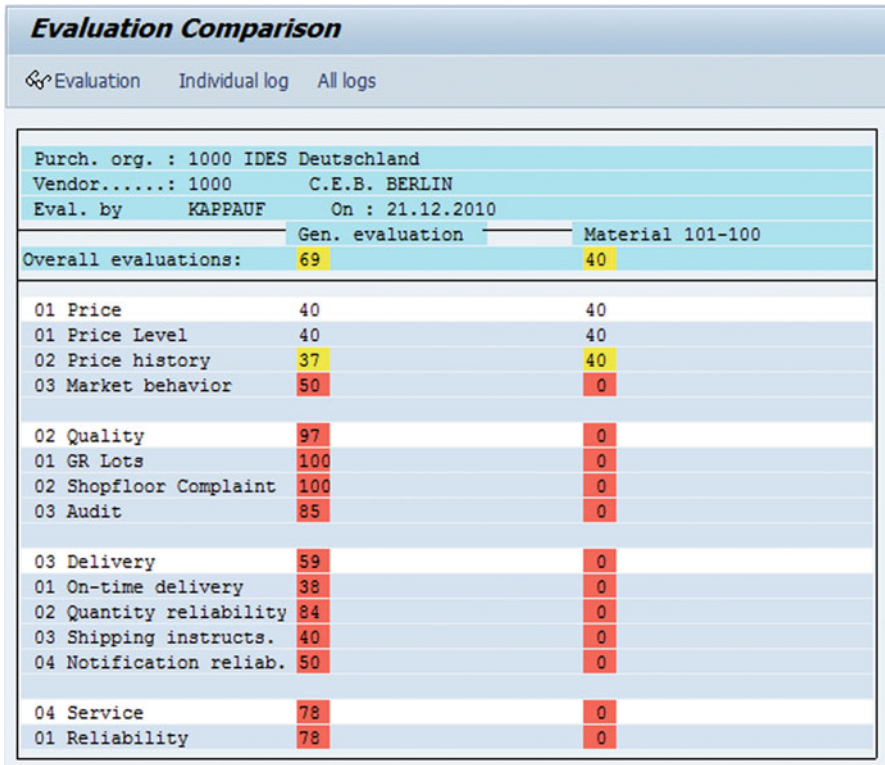 Evaluation Comparison
Evaluation Individual log All logs
Purch. org. : 1000 IDES Deutschland
Vendor......: 1000 C.E.B. BERLIN
Eval. by KAPPAUF On : 21.12.2010
Gen. evaluation Material 101-100
Overall evaluations: 69 40
01 Price 40 40
01 Price Level 40 40
02 Price history 37 40
03 Market behavior 50 0
02 Quality 97 0
01 GR Lots 100 0
02 Shopfloor Complaint 100 0
03 Audit 85 0
03 Delivery 59 0
01 On-time delivery 38 0
02 Quantity reliability 84 0
03 Shipping instructs. 40 0
04 Notification reliab. 50 0
04 Service 78 0
01 Reliability 78 0